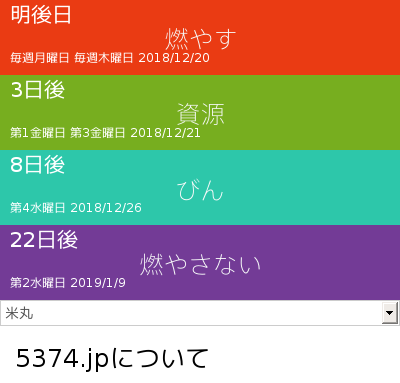 明後日
燃やす
毎週月曜日 毎週木曜日 2018/12/20
3日後
資源
第1金曜日 第3金曜日 2018/12/21
8日後
びん
第4水曜日 2018/12/26
22日後
燃やさない
第2水曜日 2019/1/9
米丸
5374.jpについて